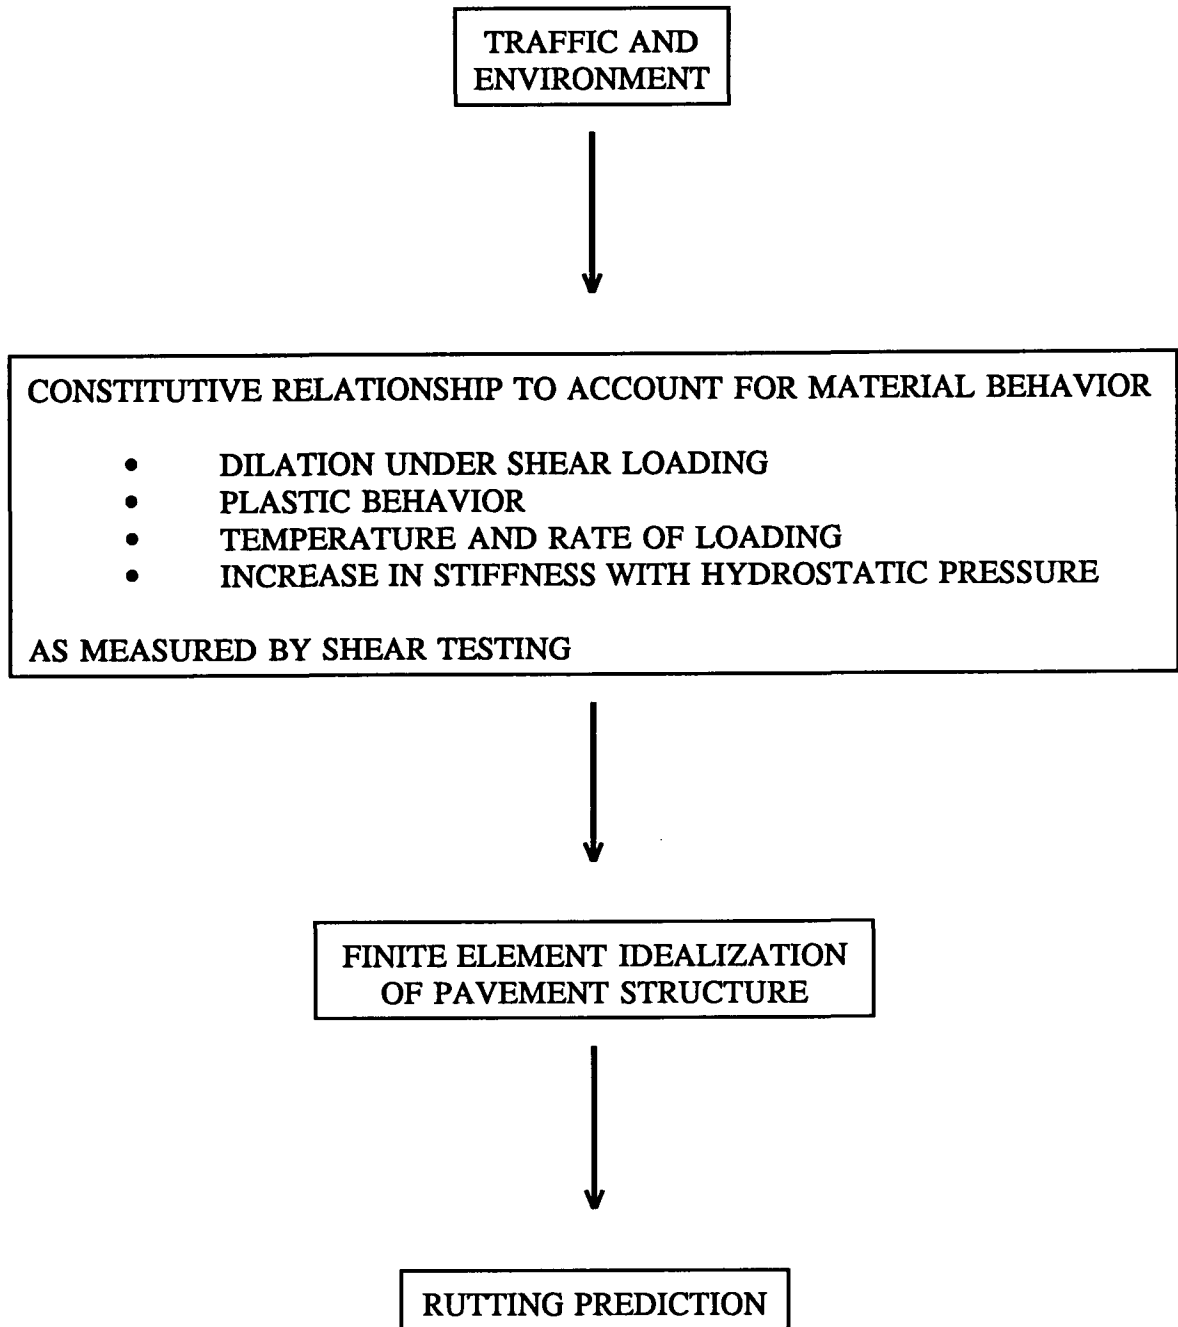 TRAFFIC AND
ENVIRONMENT
CONSTITUTIVE RELATIONSHIP TO ACCOUNT FOR MATERIAL BEHAVIOR
• DILATION UNDER SHEAR LOADING
• PLASTIC BEHAVIOR
• TEMPERATURE AND RATE OF LOADING
• INCREASE IN STIFFNESS WITH HYDROSTATIC PRESSURE
AS MEASURED BY SHEAR TESTING
FINITE ELEMENT IDEALIZATION
OF PAVEMENT STRUCTURE
RUTTING PREDICTION